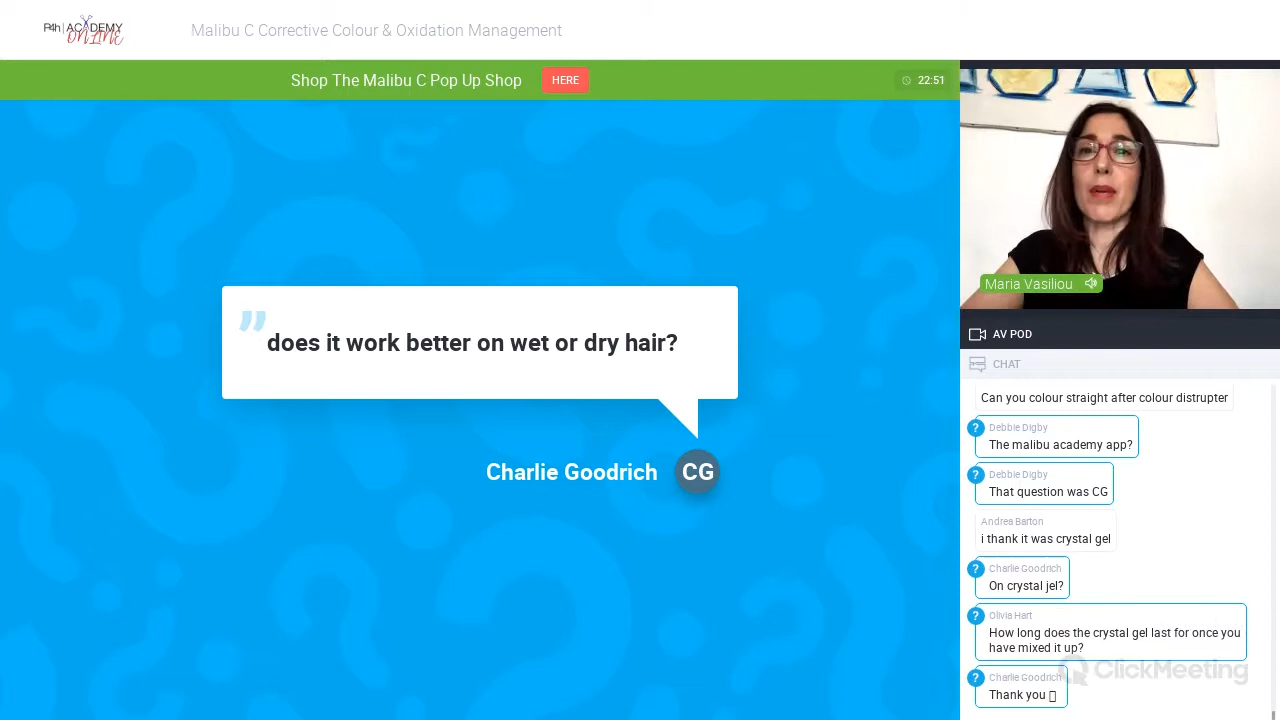 P4h ACADEMY
ONLINE
Malibu C Corrective Colour & Oxidation Management
Shop The Malibu C Pop Up Shop
HERE
22:51
does it work better on wet or dry hair?
Charlie Goodrich
CG
Maria Vasiliou
AV POD
CHAT
Can you colour straight after colour distrupter
Debbie Digby
The malibu academy app?
Debbie Digby
That question was CG
Andrea Barton
i thank it was crystal gel
Charlie Goodrich
On crystal jel?
Olivia Hart
How long does the crystal gel last for once you
have mixed it up?
ClickMeeting
Charlie Goodrich
Thank you